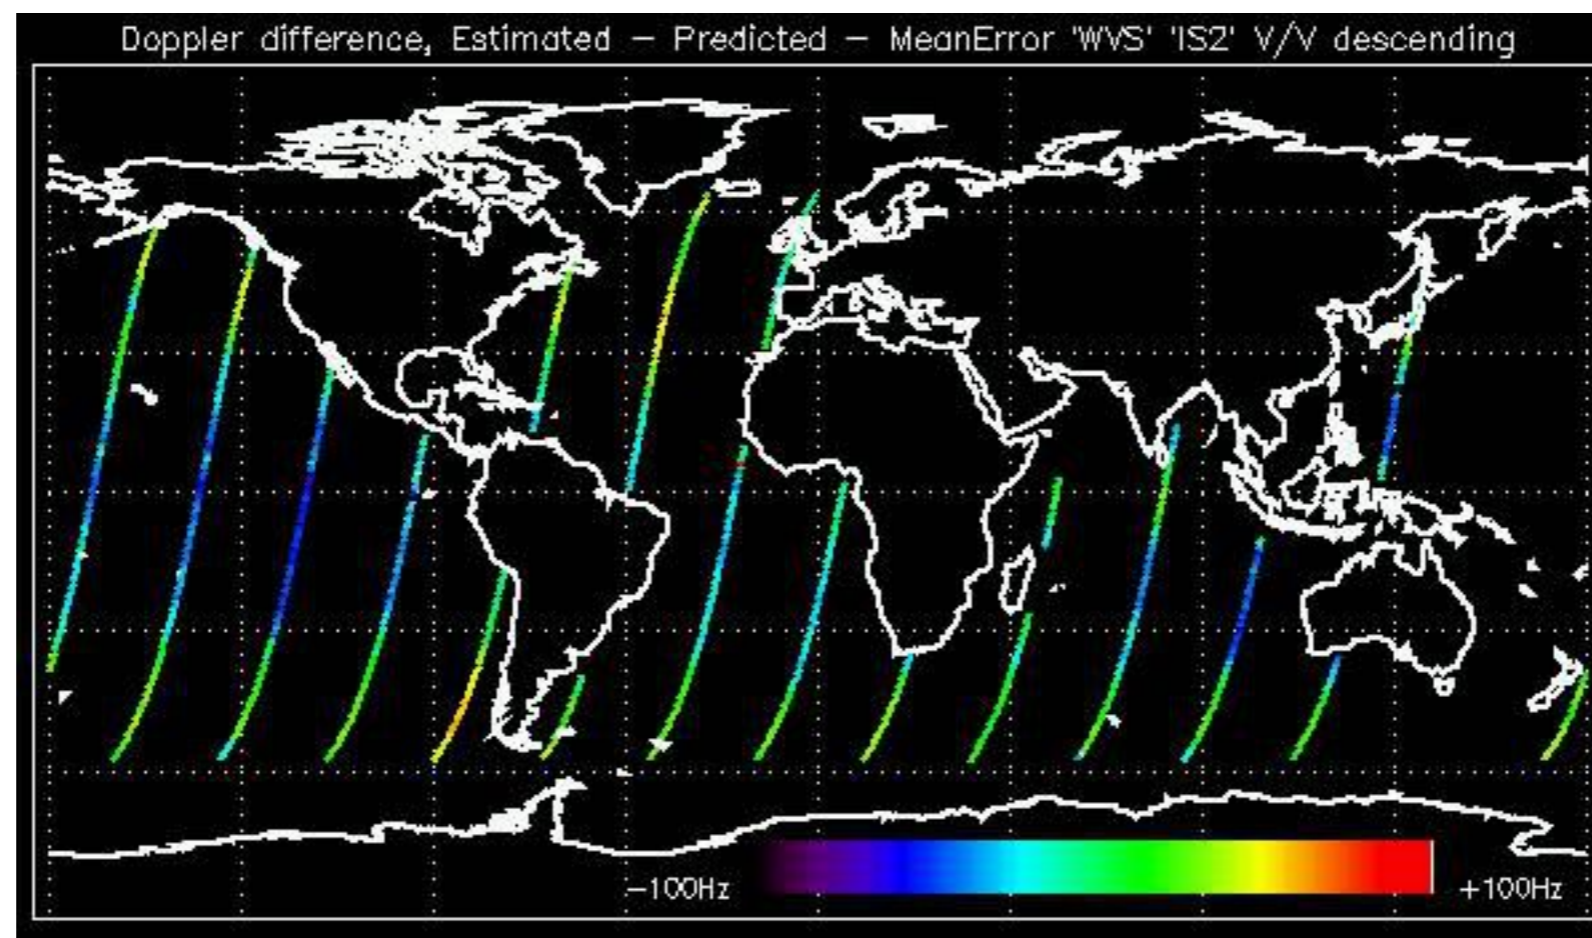 Doppler difference, Estimated – Predicted – MeanError 'WVS' 'IS2' V/V descending
–100Hz +100Hz